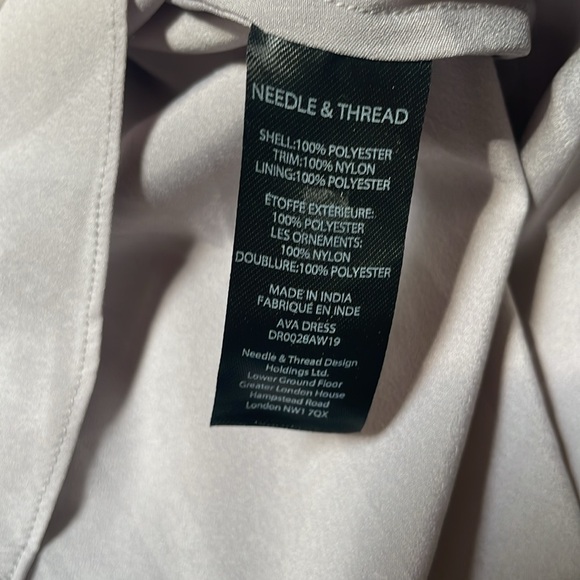 NEEDLE & THREAD
SHELL:100% POLYESTER
TRIM:100% NYLON
LINING:100% POLYESTER
ÉTOFFE EXTÉRIEURE:
100% POLYESTER
LES ORNEMENTS:
100% NYLON
DOUBLURE:100% POLYESTER
MADE IN INDIA
FABRIQUÉ EN INDE
AVA DRESS
DR0026AW19
Needle & Thread Design
Holdings Ltd.
Lower Ground Floor
Greater London House
Hampstead Road
London NW1 7QX